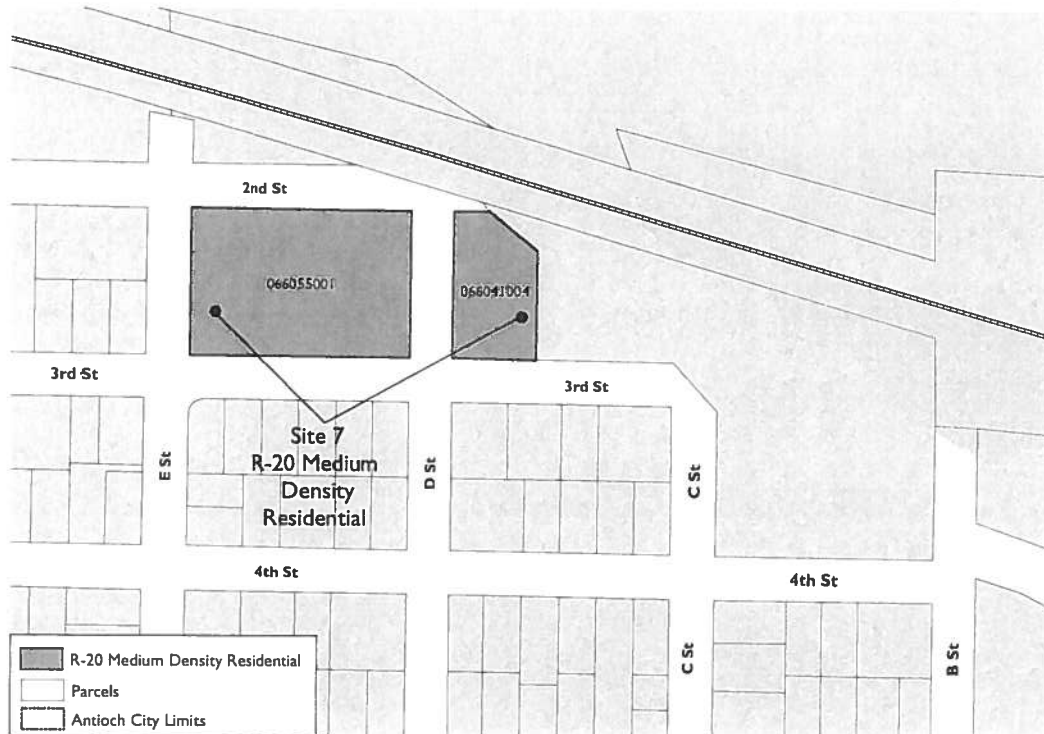 2nd St
066055001
066041004
3rd St
3rd St
Site 7
R-20 Medium
Density
Residential
E St
D St
C St
4th St
4th St
C St
B St
R-20 Medium Density Residential
Parcels
Antioch City Limits